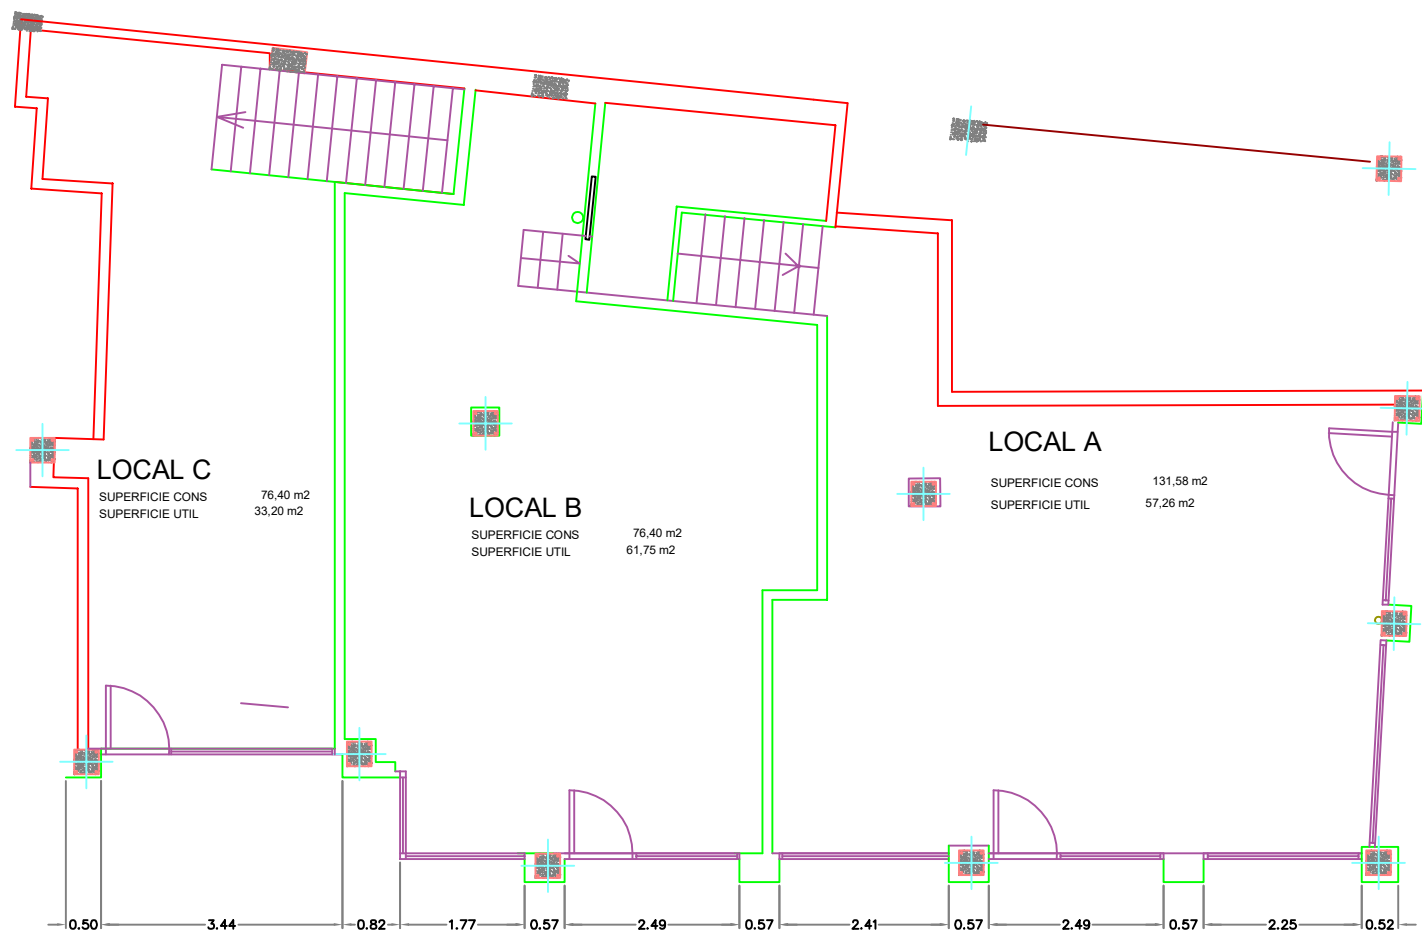 LOCAL A
SUPERFICIE CONS 131,58 m2
SUPERFICIE UTIL 57,26 m2
LOCAL C
SUPERFICIE CONS 76,40 m2
SUPERFICIE UTIL 33,20 m2
LOCAL B
SUPERFICIE CONS 76,40 m2
SUPERFICIE UTIL 61,75 m2
0.50 3.44 0.82 1.77 0.57 2.49 0.57 2.41 0.57 2.49 0.57 2.25 0.52